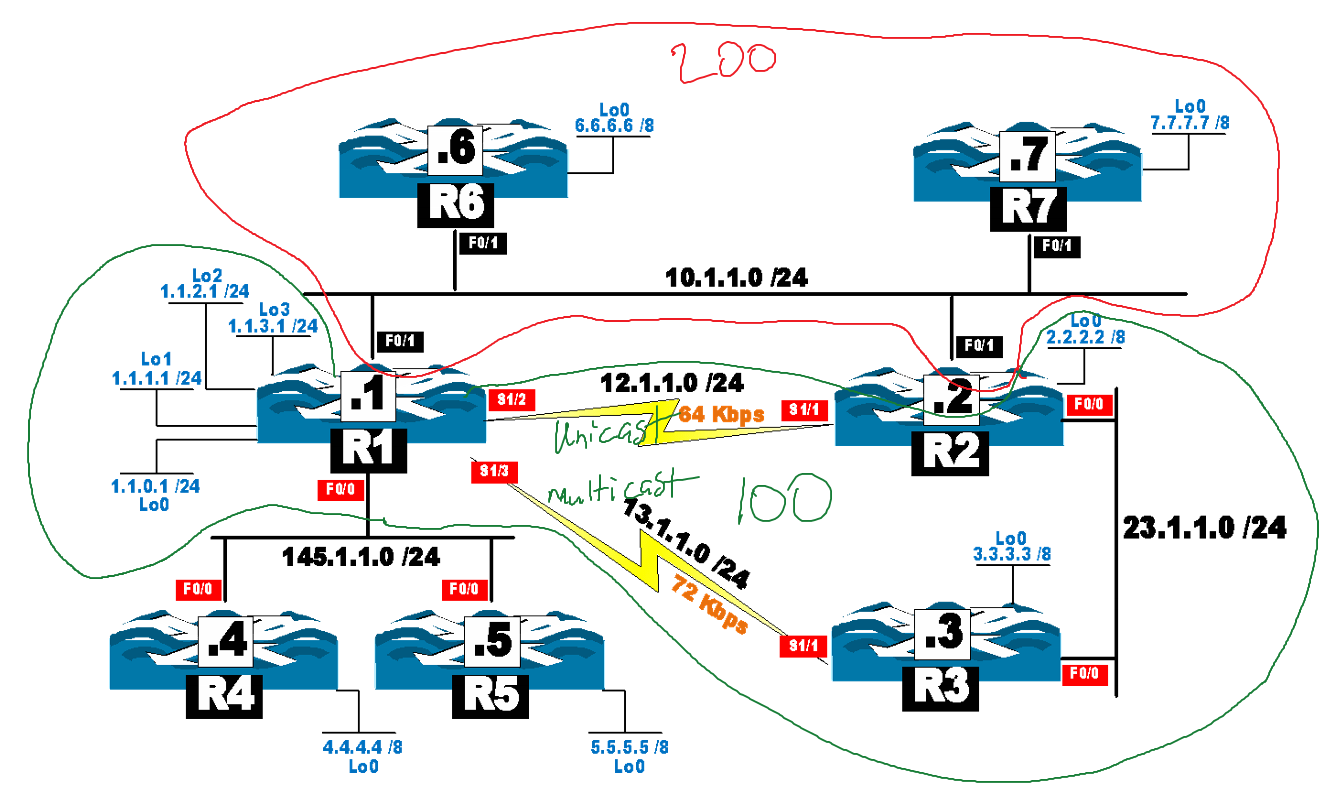 200
Lo0
6.6.6.6 /8
.6
R6
F0/1
Lo0
7.7.7.7 /8
.7
R7
F0/1
10.1.1.0 /24
Lo2
1.1.2.1 /24
Lo3
1.1.3.1 /24
Lo1
1.1.1.1 /24
1.1.0.1 /24
Lo0
F0/1
.1
R1
F0/0
S1/2
S1/3
12.1.1.0 /24
64 Kbps
Unicast
multicast
100
S1/1
F0/1
Lo0
2.2.2.2 /8
.2
R2
F0/0
13.1.1.0 /24
72 Kbps
23.1.1.0 /24
Lo0
3.3.3.3 /8
S1/1
.3
R3
F0/0
145.1.1.0 /24
F0/0
.4
R4
4.4.4.4 /8
Lo0
F0/0
.5
R5
5.5.5.5 /8
Lo0